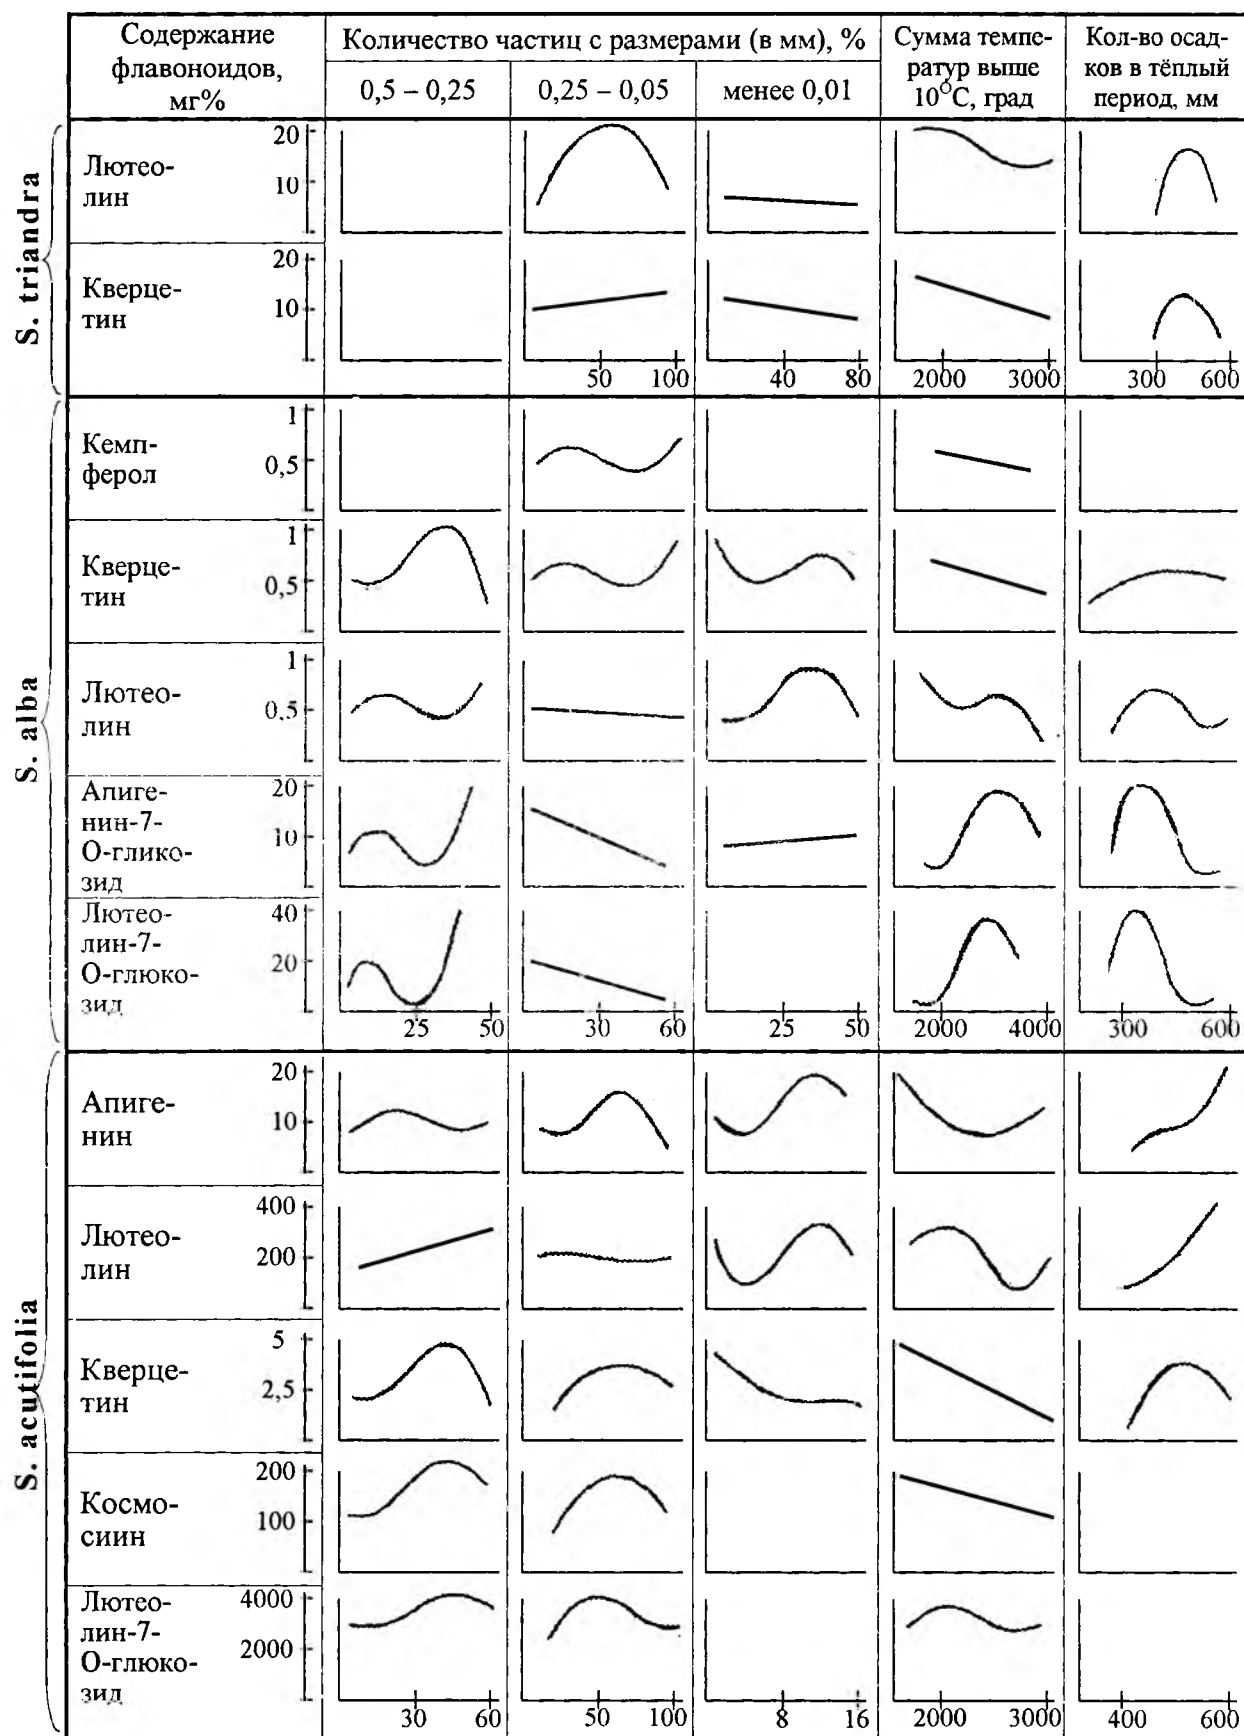 Содержание
флавоноидов,
мг%
Количество частиц с размерами (в мм), %
0,5 – 0,25
0,25 – 0,05
менее 0,01
Сумма темпе-
ратур выше
10°С, град
Кол-во осад-
ков в тёплый
период, мм
S. triandra
Лютео-
лин
20
10
Кверце-
тин
20
10
50 100
40 80
2000 3000
300 600
S. alba
Кемп-
ферол
1
0,5
Кверце-
тин
1
0,5
Лютео-
лин
1
0,5
Апиге-
нин-7-
О-глико-
зид
20
10
Лютео-
лин-7-
О-глюко-
зид
40
20
25 50
30 60
25 50
2000 4000
300 600
S. acutifolia
Апиге-
нин
20
10
Лютео-
лин
400
200
Кверце-
тин
5
2,5
Космо-
сиин
200
100
Лютео-
лин-7-
О-глюко-
зид
4000
2000
30 60
50 100
8 16
2000 3000
400 600